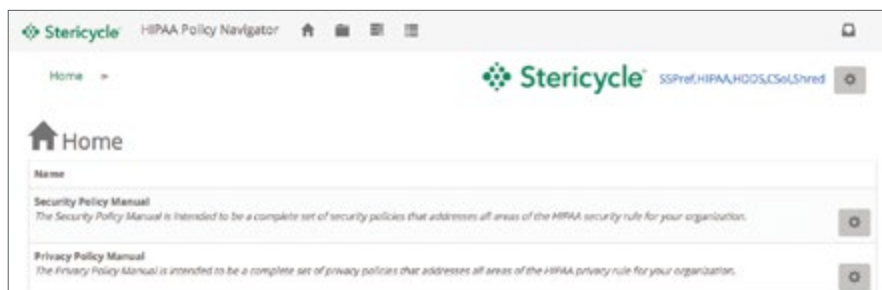 Stericycle HIPAA Policy Navigator
Home »
Stericycle SSPref,HIPAA,HODS,CSol,Shred
Home
Name
Security Policy Manual
The Security Policy Manual is intended to be a complete set of security policies that addresses all areas of the HIPAA security rule for your organization.
Privacy Policy Manual
The Privacy Policy Manual is intended to be a complete set of privacy policies that addresses all areas of the HIPAA privacy rule for your organization.